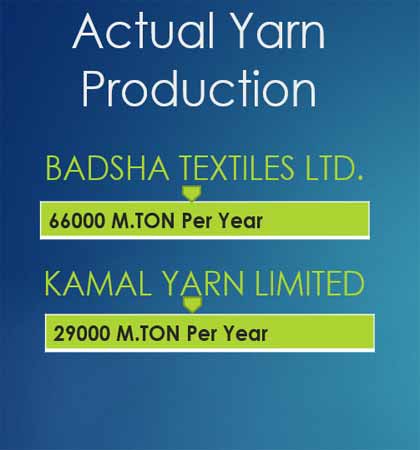 Actual Yarn
Production
BADSHA TEXTILES LTD.
66000 M.TON Per Year
KAMAL YARN LIMITED
29000 M.TON Per Year